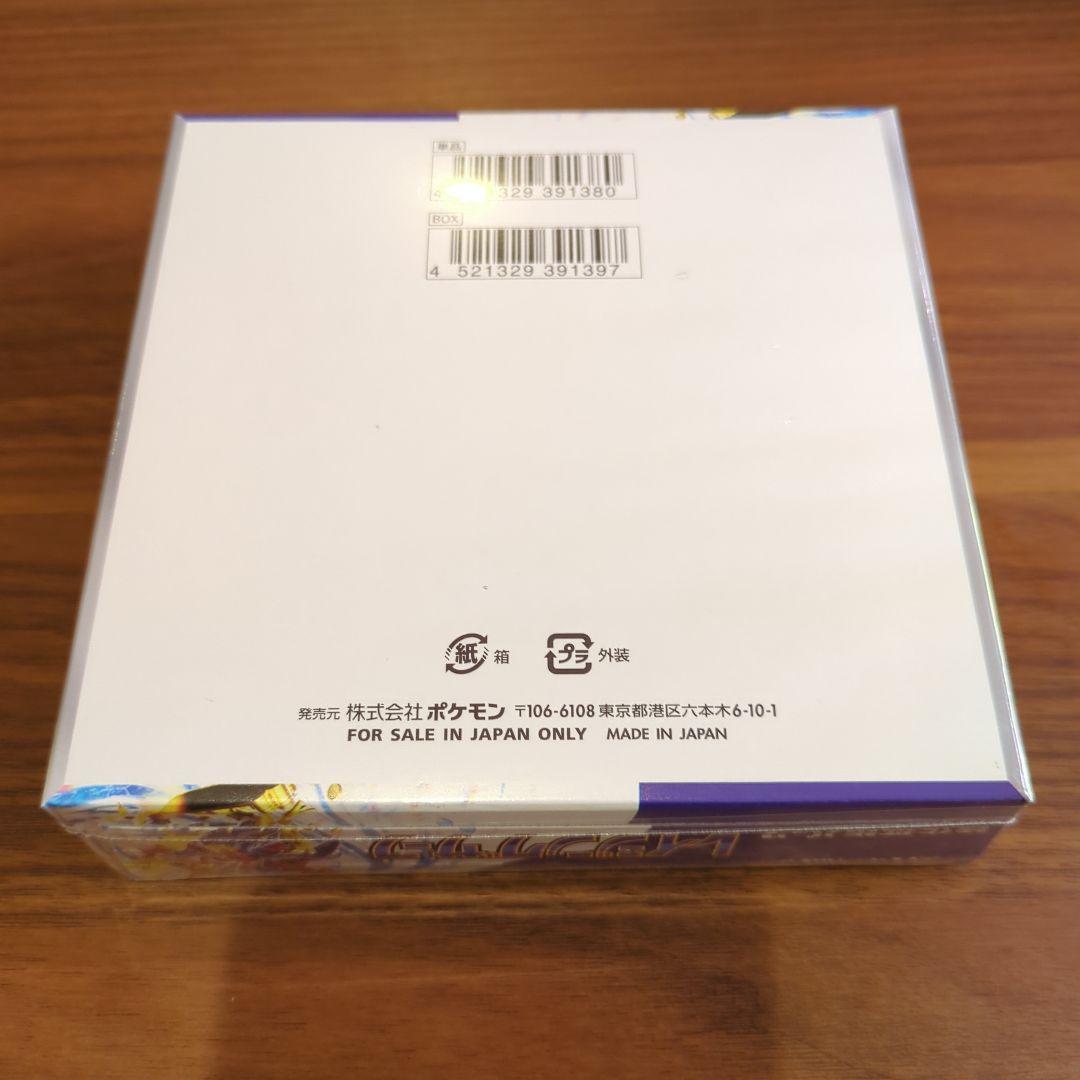 単品
4 329 391380
BOX
4 521329 391397
紙 箱 プラ 外装
発売元 株式会社 ポケモン 〒106-6108 東京都港区六本木6-10-1
FOR SALE IN JAPAN ONLY MADE IN JAPAN